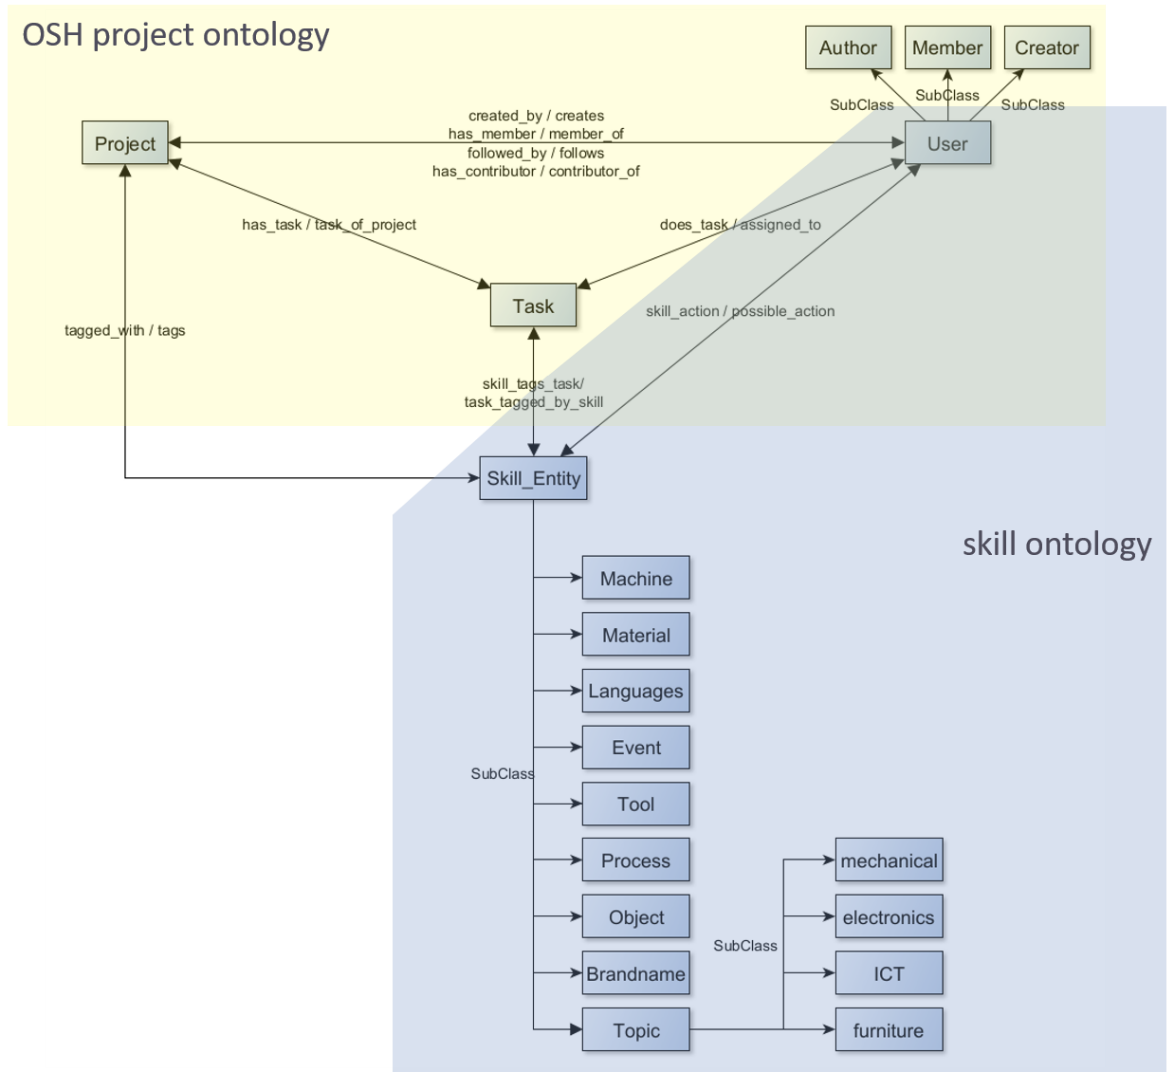 OSH project ontology
Author
Member
Creator
SubClass
SubClass
SubClass
created_by / creates
has_member / member_of
followed_by / follows
has_contributor / contributor_of
Project
User
has_task / task_of_project
does_task / assigned_to
Task
skill_action / possible_action
tagged_with / tags
skill_tags_task/
task_tagged_by_skill
Skill_Entity
skill ontology
Machine
Material
Languages
Event
SubClass
Tool
Process
Object
Brandname
Topic
SubClass
mechanical
electronics
ICT
furniture